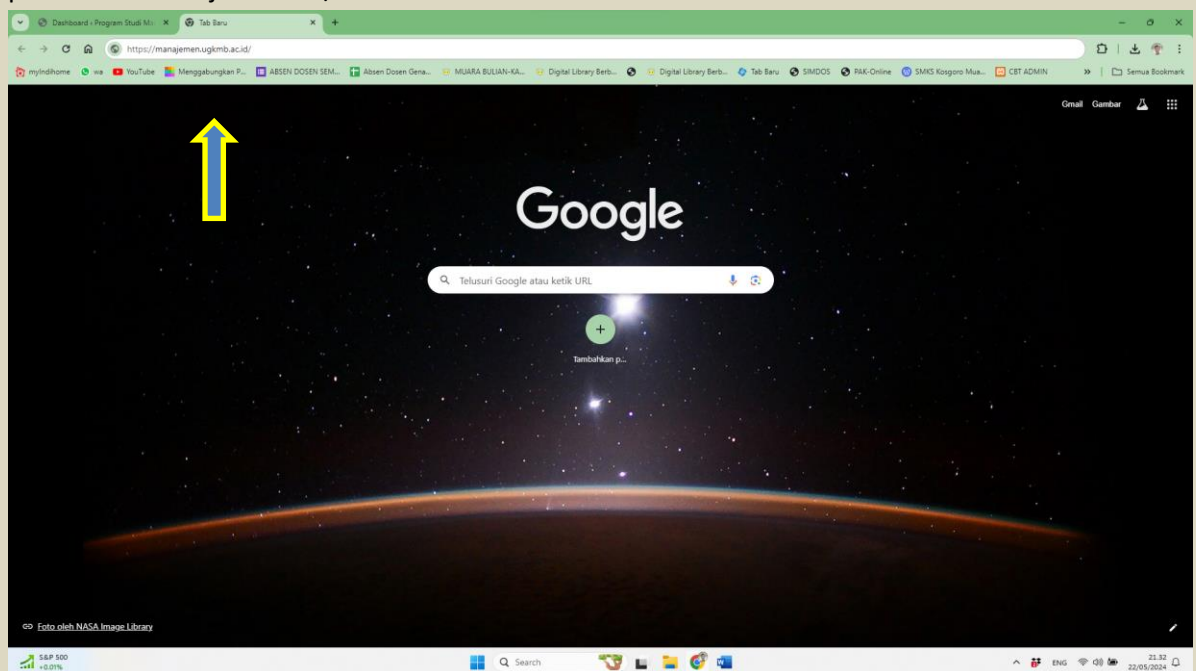 Dashboard ‹ Program Studi Ma
Tab Baru
https://manajemen.ugkmb.ac.id/
myIndihome wa YouTube Menggabungkan P... ABSEN DOSEN SEM... Absen Dosen Gena... MUARA BULIAN-KA... Digital Library Berb... Digital Library Berb... Tab Baru SIMDOS PAK-Online SMKS Kosgoro Mua... CBT ADMIN » Semua Bookmark
Gmail Gambar
Google
Telusuri Google atau ketik URL
Tambahkan p...
Foto oleh NASA Image Library
S&P 500
+0.01%
Search
ENG
21.32
22/05/2024